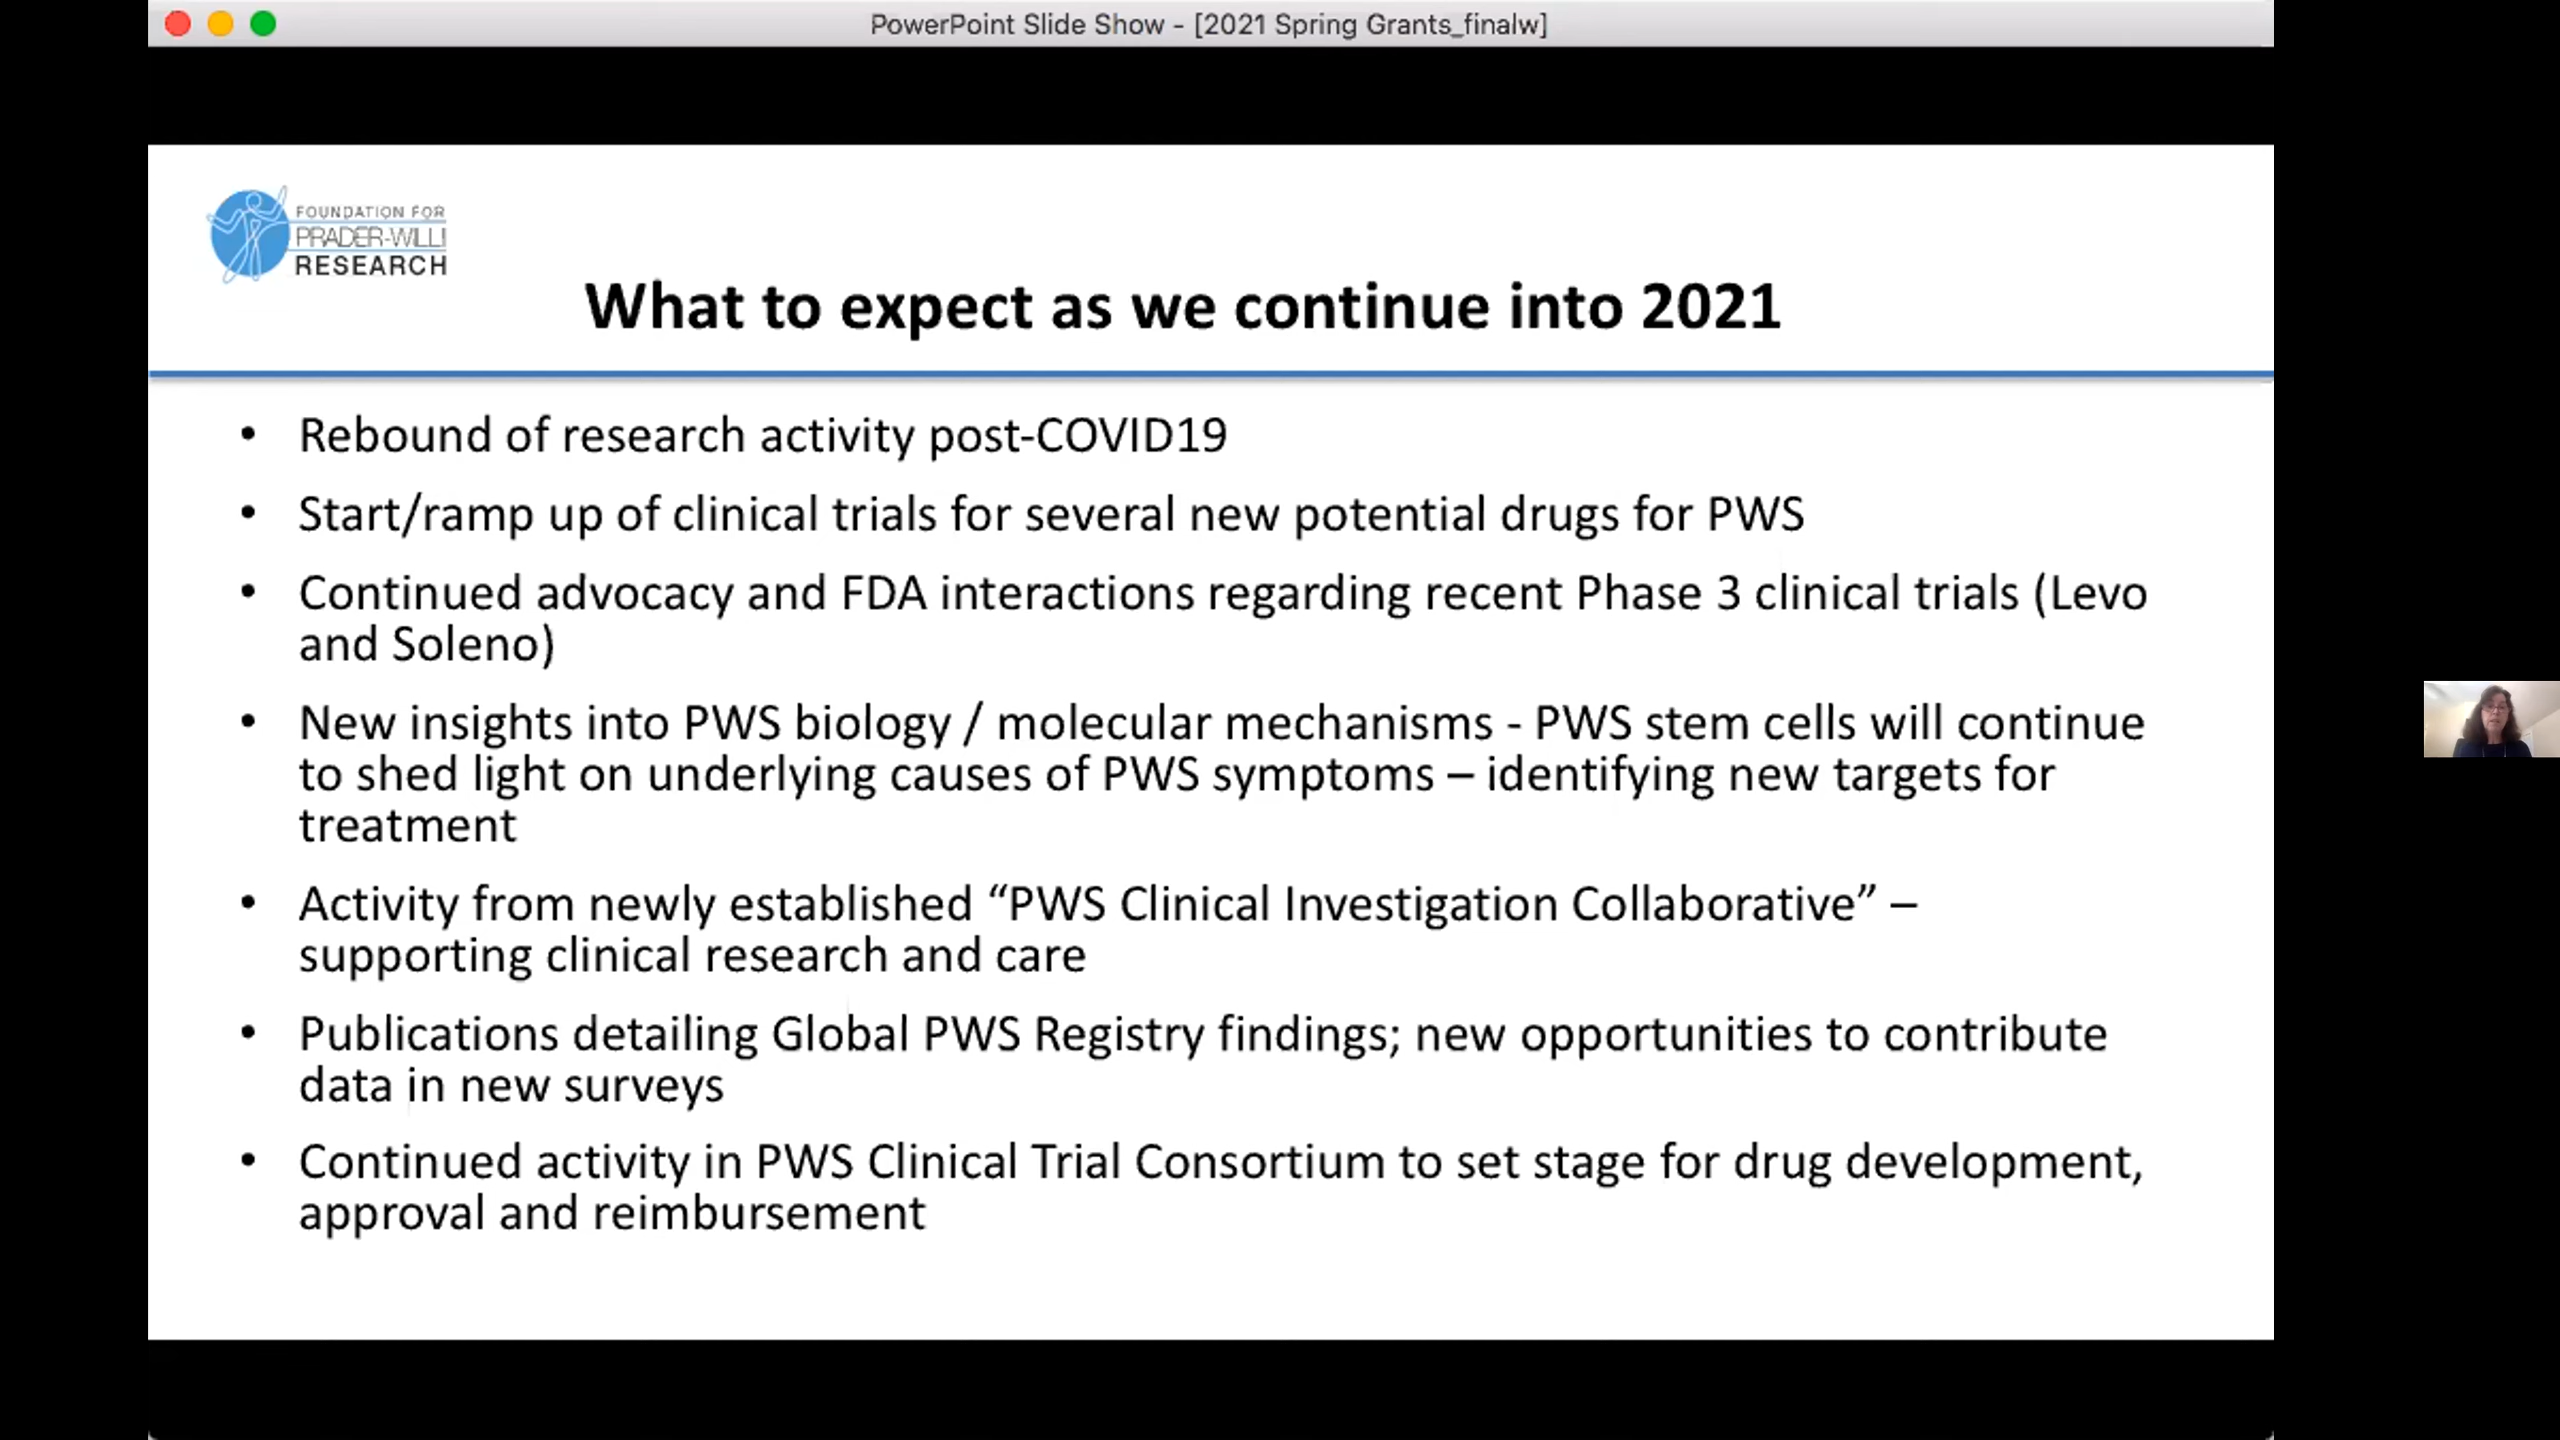 PowerPoint Slide Show - [2021 Spring Grants_finalw]
FOUNDATION FOR
PRADER-WILLI
RESEARCH
What to expect as we continue into 2021
• Rebound of research activity post-COVID19
• Start/ramp up of clinical trials for several new potential drugs for PWS
• Continued advocacy and FDA interactions regarding recent Phase 3 clinical trials (Levo
and Soleno)
• New insights into PWS biology / molecular mechanisms - PWS stem cells will continue
to shed light on underlying causes of PWS symptoms – identifying new targets for
treatment
• Activity from newly established “PWS Clinical Investigation Collaborative” –
supporting clinical research and care
• Publications detailing Global PWS Registry findings; new opportunities to contribute
data in new surveys
• Continued activity in PWS Clinical Trial Consortium to set stage for drug development,
approval and reimbursement